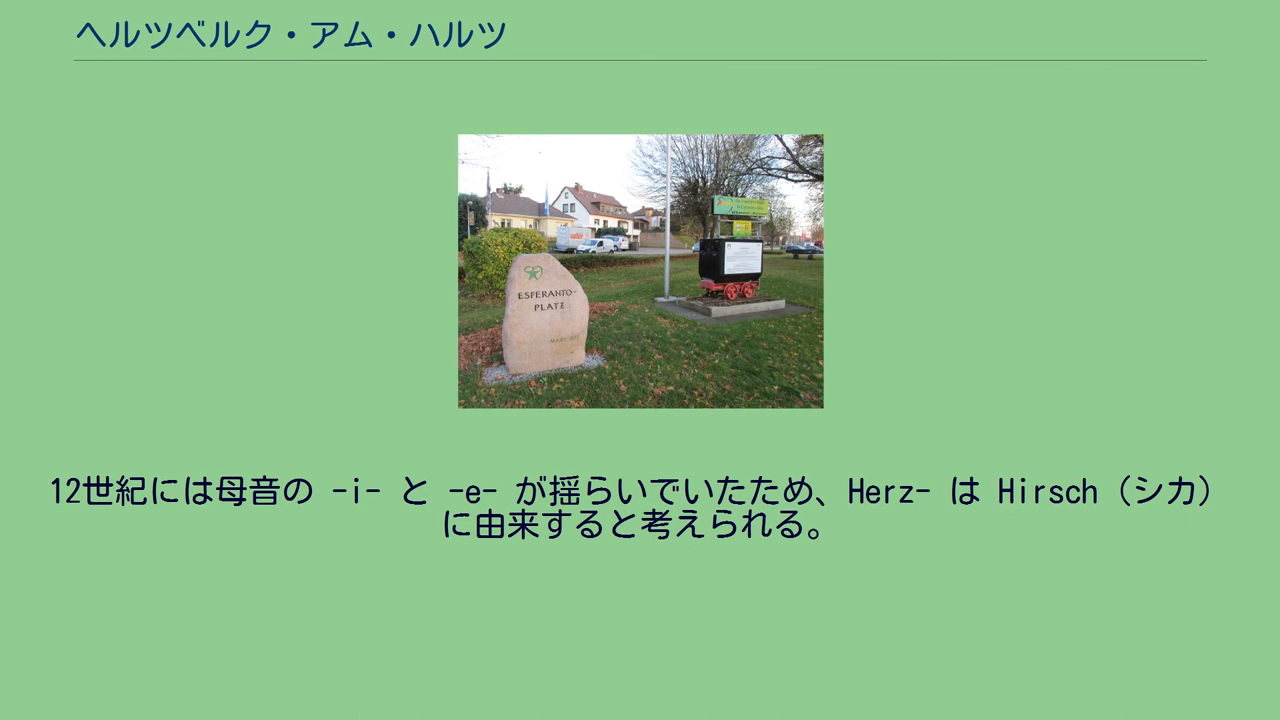 ヘルツベルク・アム・ハルツ
ESPERANTO-
PLATZ
12世紀には母音の -i- と -e- が揺らいでいたため、Herz- は Hirsch（シカ）
に由来すると考えられる。